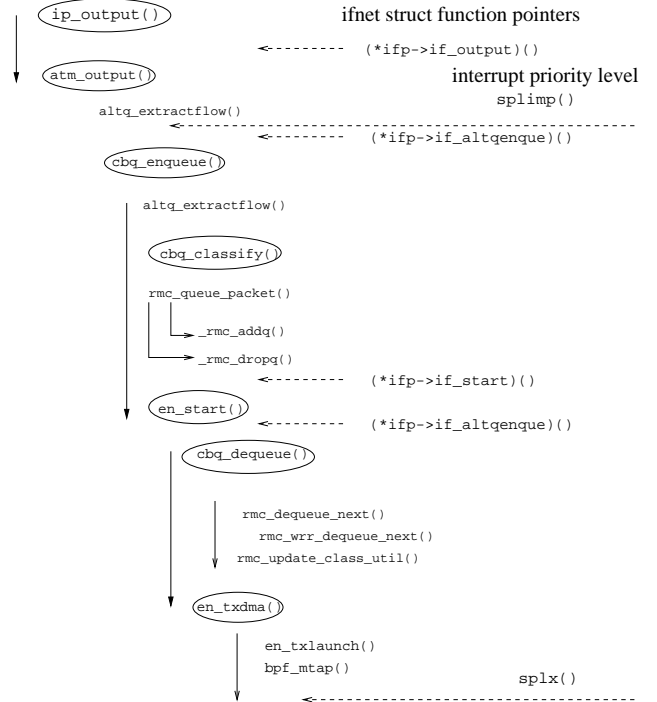 ip_output()
ifnet struct function pointers
(*ifp->if_output)()
atm_output()
interrupt priority level
splimp()
altq_extractflow()
(*ifp->if_altqenque)()
cbq_enqueue()
altq_extractflow()
cbq_classify()
rmc_queue_packet()
_rmc_addq()
_rmc_dropq()
(*ifp->if_start)()
en_start()
(*ifp->if_altqenque)()
cbq_dequeue()
rmc_dequeue_next()
rmc_wrr_dequeue_next()
rmc_update_class_util()
en_txdma()
en_txlaunch()
bpf_mtap()
splx()